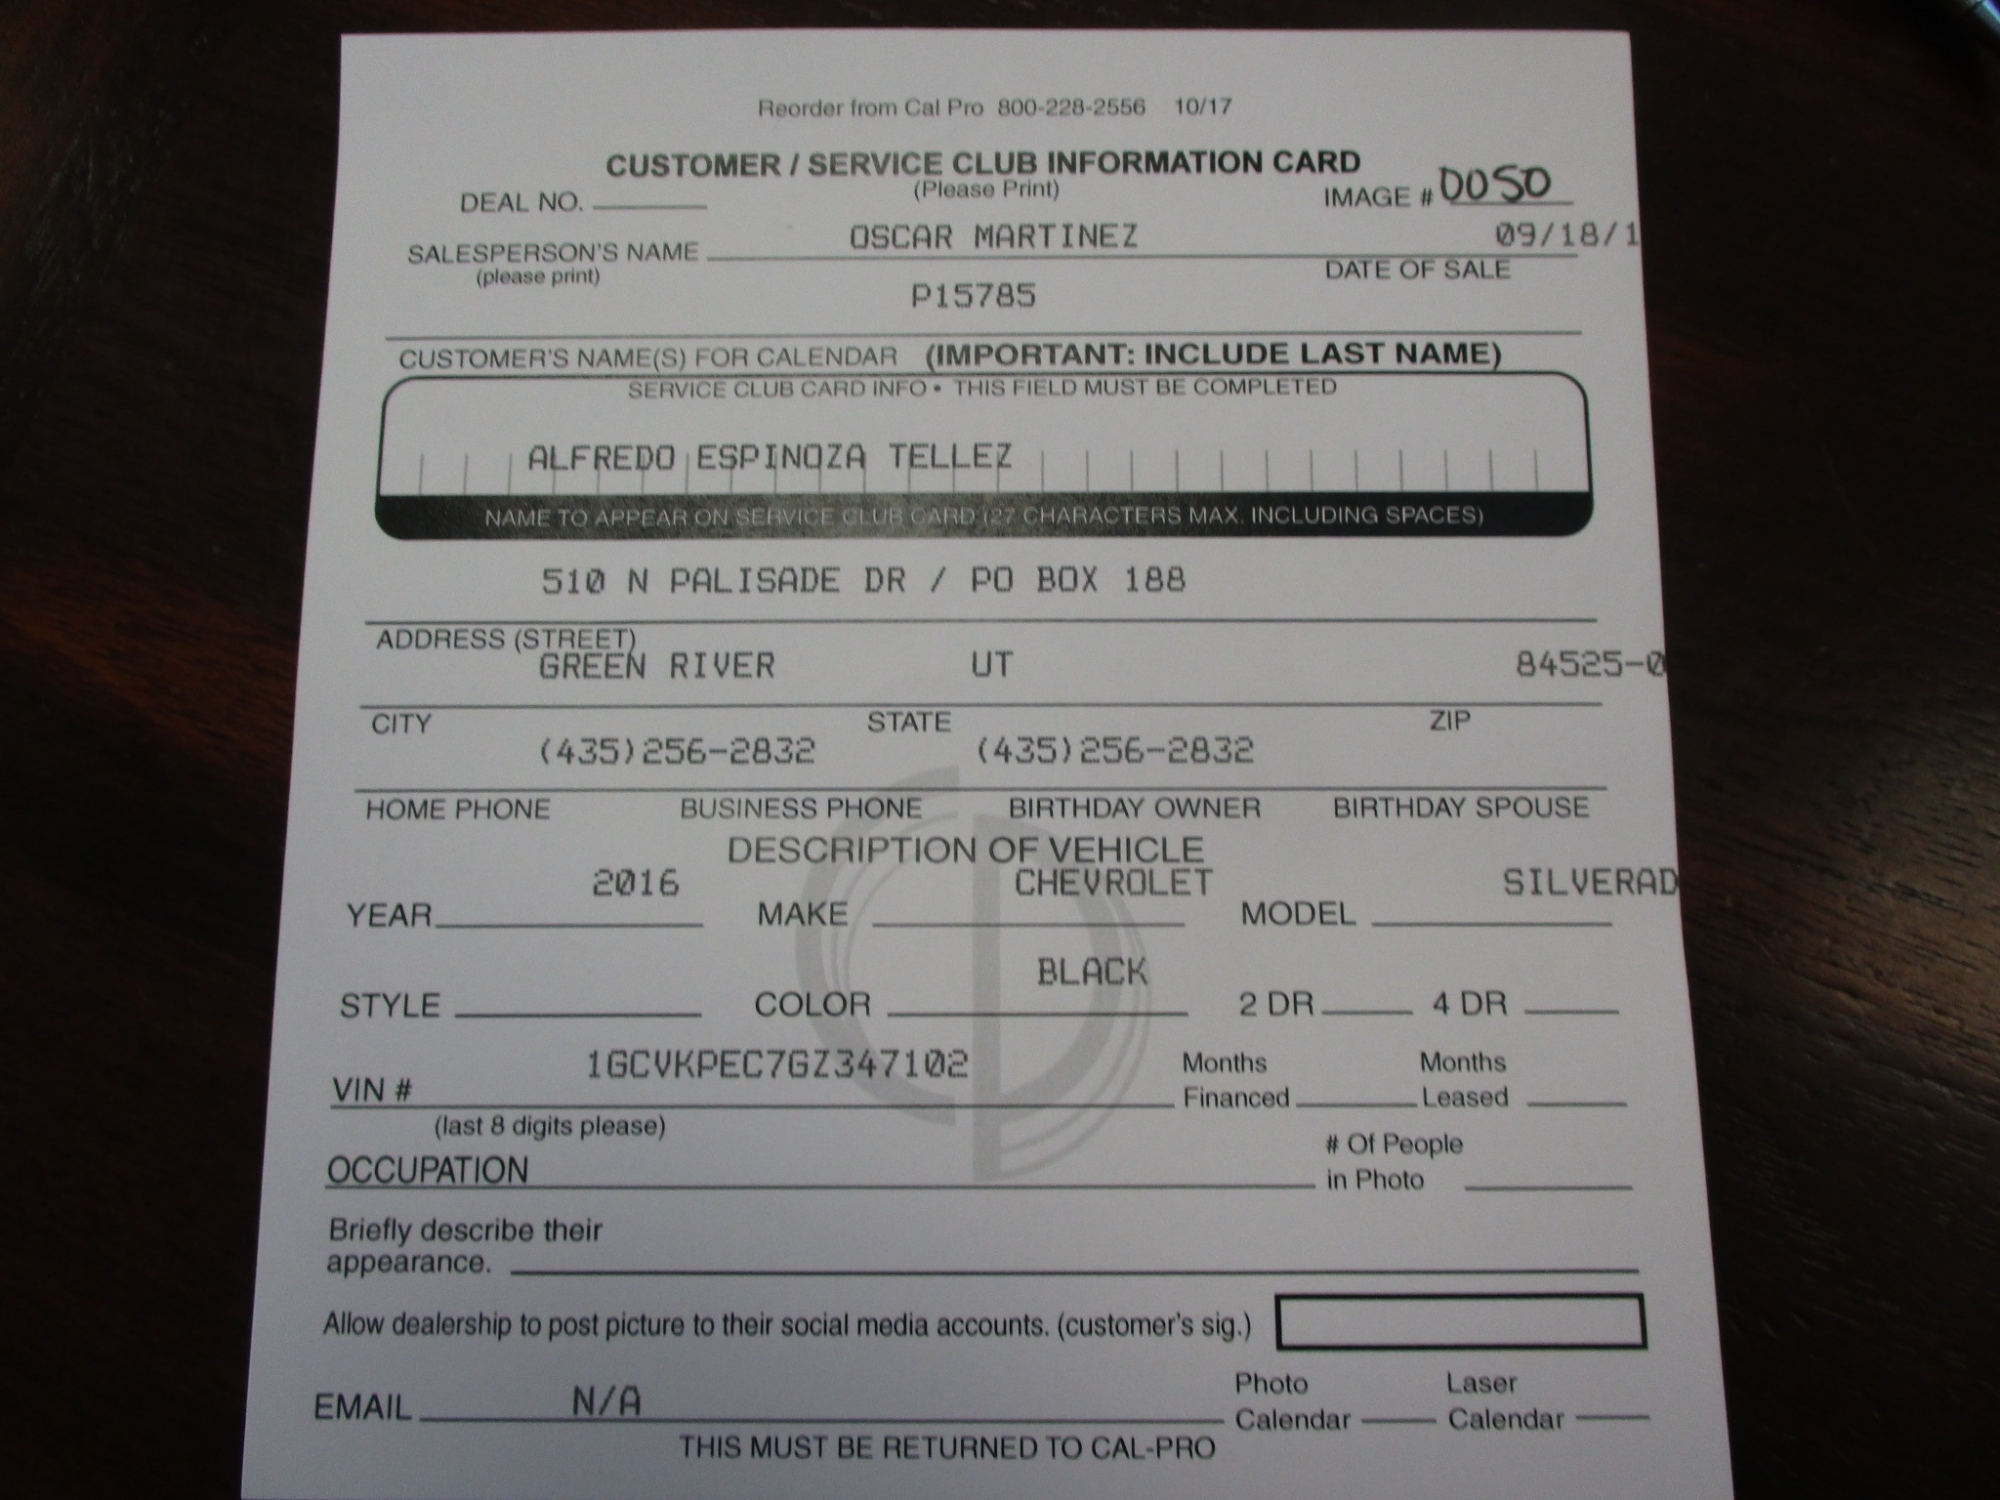 Reorder from Cal Pro 800-228-2556 10/17
CUSTOMER / SERVICE CLUB INFORMATION CARD
(Please Print)
DEAL NO. IMAGE # 0050
OSCAR MARTINEZ 09/18/1
SALESPERSON'S NAME DATE OF SALE
(please print)
P15785
CUSTOMER'S NAME(S) FOR CALENDAR (IMPORTANT: INCLUDE LAST NAME)
SERVICE CLUB CARD INFO • THIS FIELD MUST BE COMPLETED
ALFREDO ESPINOZA TELLEZ
NAME TO APPEAR ON SERVICE CLUB CARD (27 CHARACTERS MAX. INCLUDING SPACES)
510 N PALISADE DR / PO BOX 188
ADDRESS (STREET)
GREEN RIVER UT 84525-0
CITY STATE ZIP
(435)256-2832 (435)256-2832
HOME PHONE BUSINESS PHONE BIRTHDAY OWNER BIRTHDAY SPOUSE
DESCRIPTION OF VEHICLE
2016 CHEVROLET SILVERAD
YEAR MAKE MODEL
BLACK
STYLE COLOR 2 DR 4 DR
1GCVKPEC7GZ347102
VIN # Months Financed Months Leased
(last 8 digits please)
OCCUPATION # Of People in Photo
Briefly describe their
appearance.
Allow dealership to post picture to their social media accounts. (customer's sig.)
EMAIL N/A Photo Calendar Laser Calendar
THIS MUST BE RETURNED TO CAL-PRO